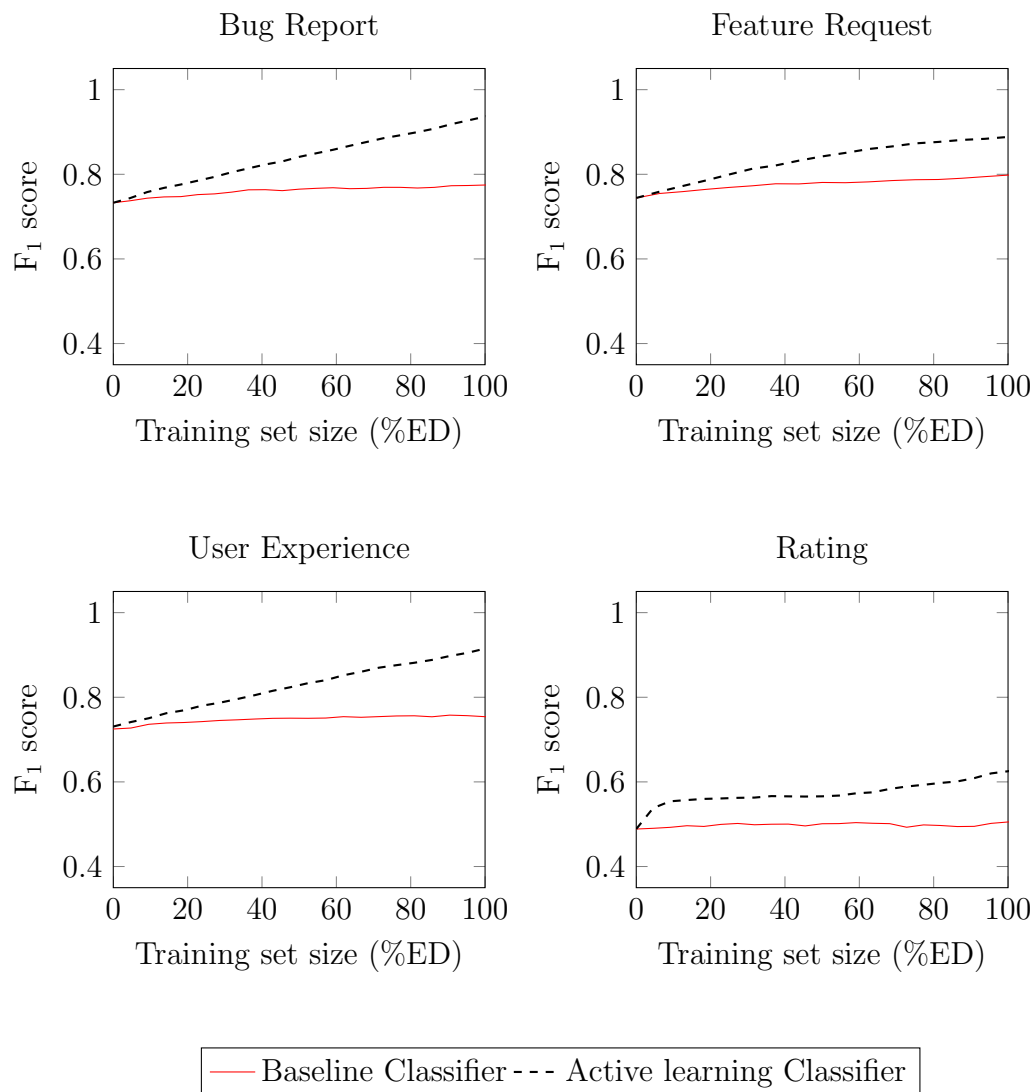 Bug Report
1
0.8
0.6
0.4
F1 score
0 20 40 60 80 100
Training set size (%ED)
Feature Request
1
0.8
0.6
0.4
F1 score
0 20 40 60 80 100
Training set size (%ED)
User Experience
1
0.8
0.6
0.4
F1 score
0 20 40 60 80 100
Training set size (%ED)
Rating
1
0.8
0.6
0.4
F1 score
0 20 40 60 80 100
Training set size (%ED)
Baseline Classifier Active learning Classifier